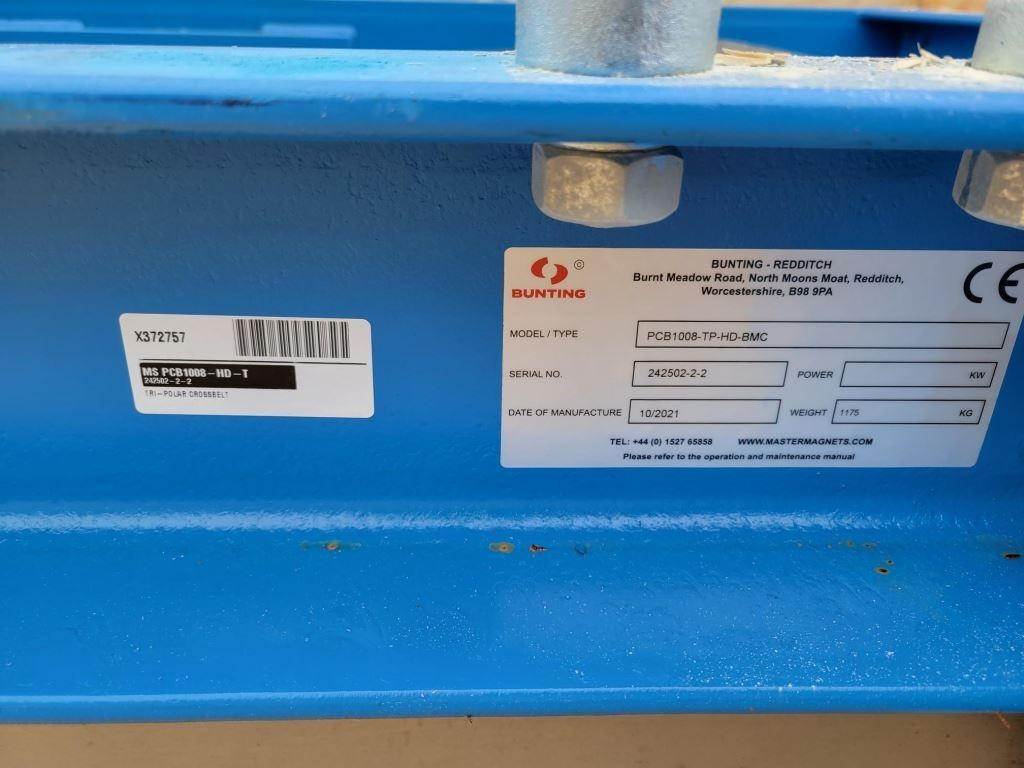 X372757
MS PCB1008-HD-T
242502-2-2
TRI-POLAR CROSSBELT
© BUNTING
BUNTING - REDDITCH
Burnt Meadow Road, North Moons Moat, Redditch,
Worcestershire, B98 9PA
CE
MODEL / TYPE PCB1008-TP-HD-BMC
SERIAL NO. 242502-2-2 POWER KW
DATE OF MANUFACTURE 10/2021 WEIGHT 1175 KG
TEL: +44 (0) 1527 65858 WWW.MASTERMAGNETS.COM
Please refer to the operation and maintenance manual